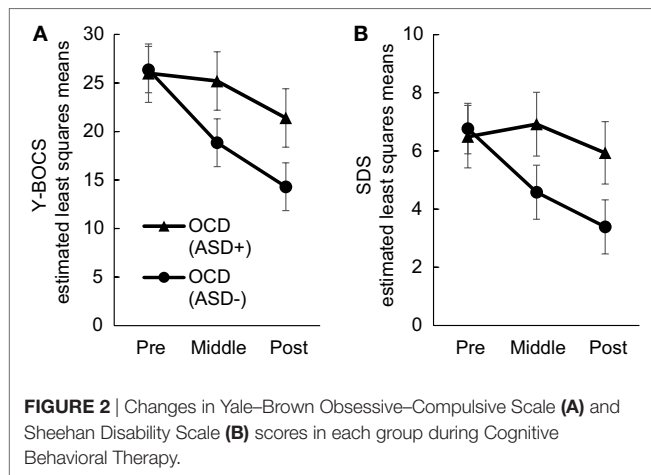 A
Y-BOCS
estimated least squares means
30
25
20
15
10
5
0
Pre Middle Post
OCD
(ASD+)
OCD
(ASD-)
B
SDS
estimated least squares means
10
8
6
4
2
0
Pre Middle Post
FIGURE 2 | Changes in Yale–Brown Obsessive–Compulsive Scale (A) and
Sheehan Disability Scale (B) scores in each group during Cognitive
Behavioral Therapy.